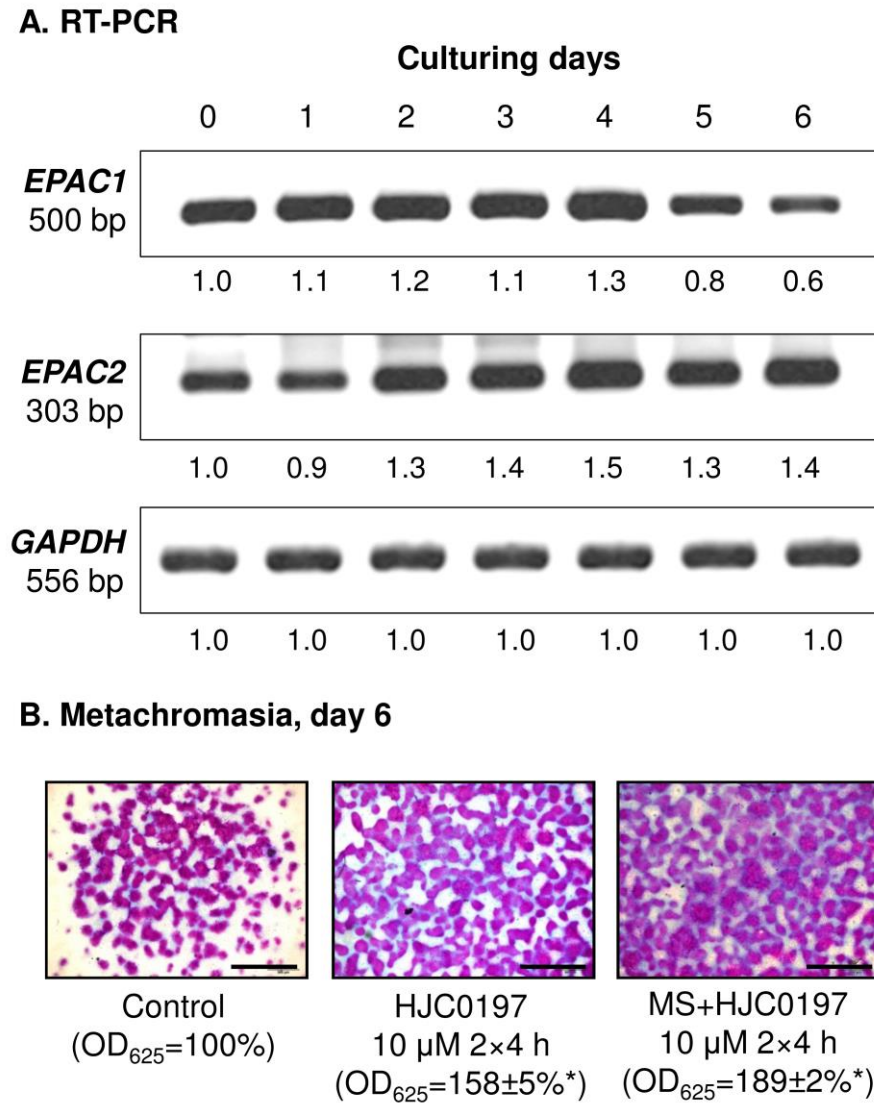 A. RT-PCR
Culturing days
0 1 2 3 4 5 6
EPAC1
500 bp
1.0 1.1 1.2 1.1 1.3 0.8 0.6
EPAC2
303 bp
1.0 0.9 1.3 1.4 1.5 1.3 1.4
GAPDH
556 bp
1.0 1.0 1.0 1.0 1.0 1.0 1.0
B. Metachromasia, day 6
Control
(OD₆₂₅=100%)
HJC0197
10 µM 2×4 h
(OD₆₂₅=158±5%*)
MS+HJC0197
10 µM 2×4 h
(OD₆₂₅=189±2%*)